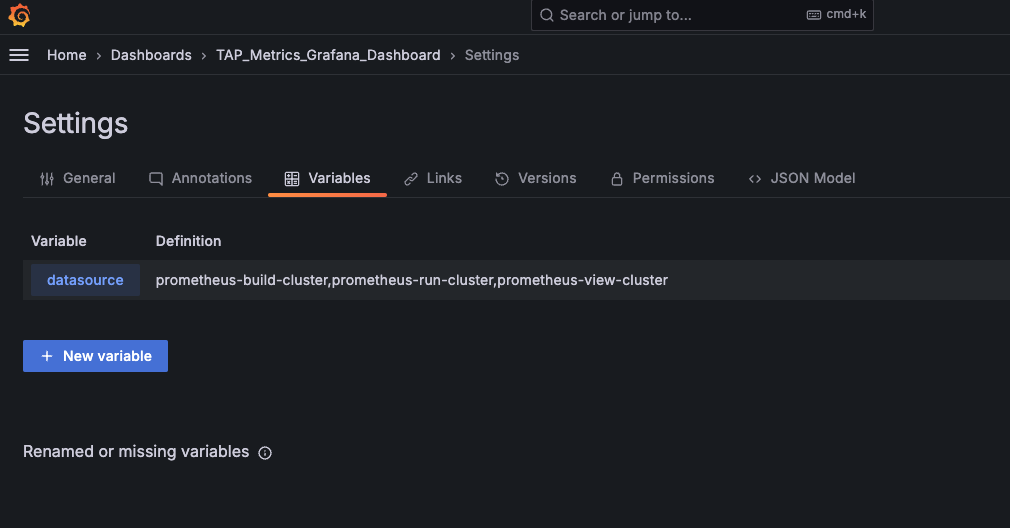 Search or jump to... cmd+k
Home › Dashboards › TAP_Metrics_Grafana_Dashboard › Settings
Settings
General Annotations Variables Links Versions Permissions JSON Model
Variable Definition
datasource prometheus-build-cluster,prometheus-run-cluster,prometheus-view-cluster
+ New variable
Renamed or missing variables